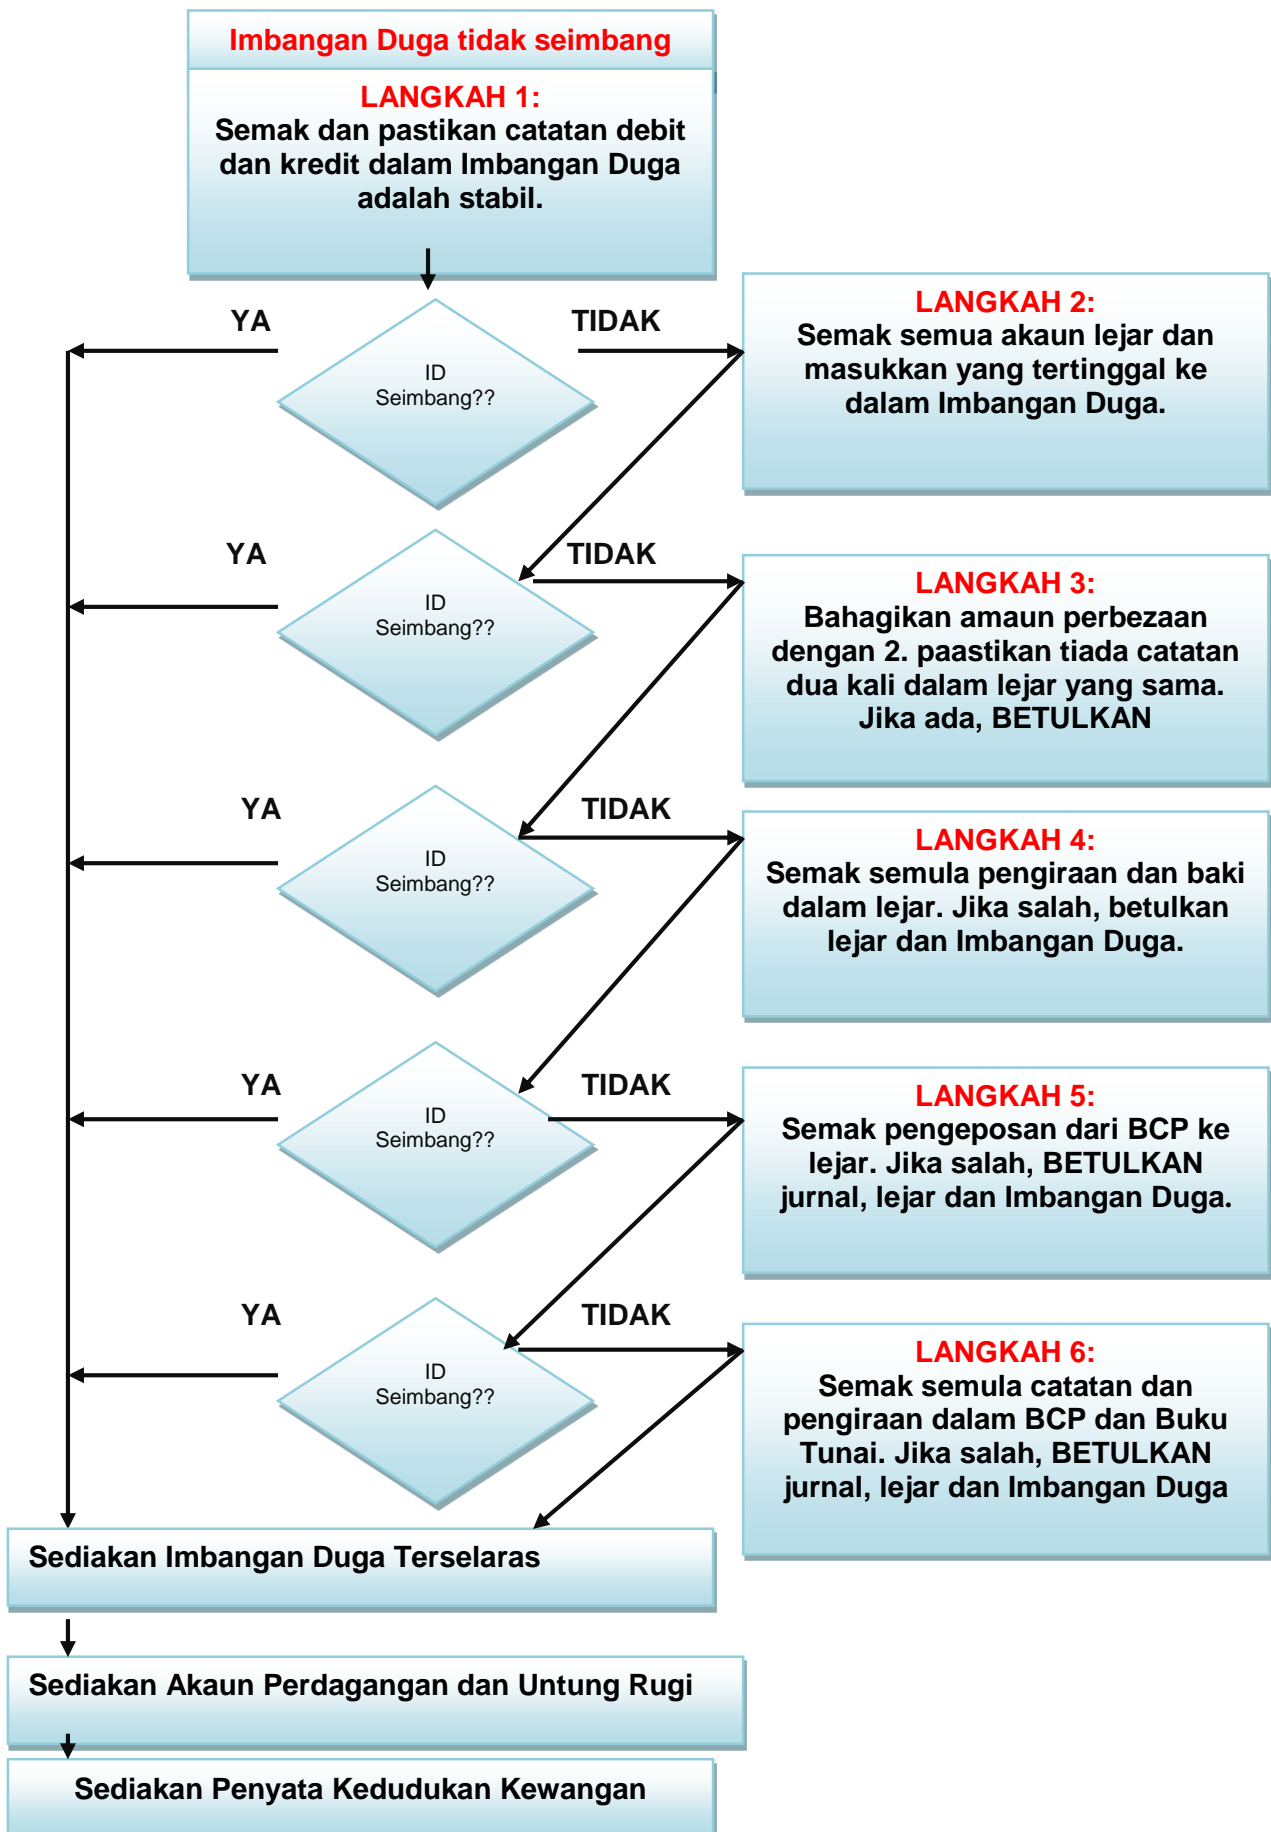 Imbangan Duga tidak seimbang
LANGKAH 1:
Semak dan pastikan catatan debit
dan kredit dalam Imbangan Duga
adalah stabil.
YA
TIDAK
ID
Seimbang??
LANGKAH 2:
Semak semua akaun lejar dan
masukkan yang tertinggal ke
dalam Imbangan Duga.
YA
TIDAK
ID
Seimbang??
LANGKAH 3:
Bahagikan amaun perbezaan
dengan 2. paastikan tiada catatan
dua kali dalam lejar yang sama.
Jika ada, BETULKAN
YA
TIDAK
ID
Seimbang??
LANGKAH 4:
Semak semula pengiraan dan baki
dalam lejar. Jika salah, betulkan
lejar dan Imbangan Duga.
YA
TIDAK
ID
Seimbang??
LANGKAH 5:
Semak pengeposan dari BCP ke
lejar. Jika salah, BETULKAN
jurnal, lejar dan Imbangan Duga.
YA
TIDAK
ID
Seimbang??
LANGKAH 6:
Semak semula catatan dan
pengiraan dalam BCP dan Buku
Tunai. Jika salah, BETULKAN
jurnal, lejar dan Imbangan Duga
Sediakan Imbangan Duga Terselaras
Sediakan Akaun Perdagangan dan Untung Rugi
Sediakan Penyata Kedudukan Kewangan